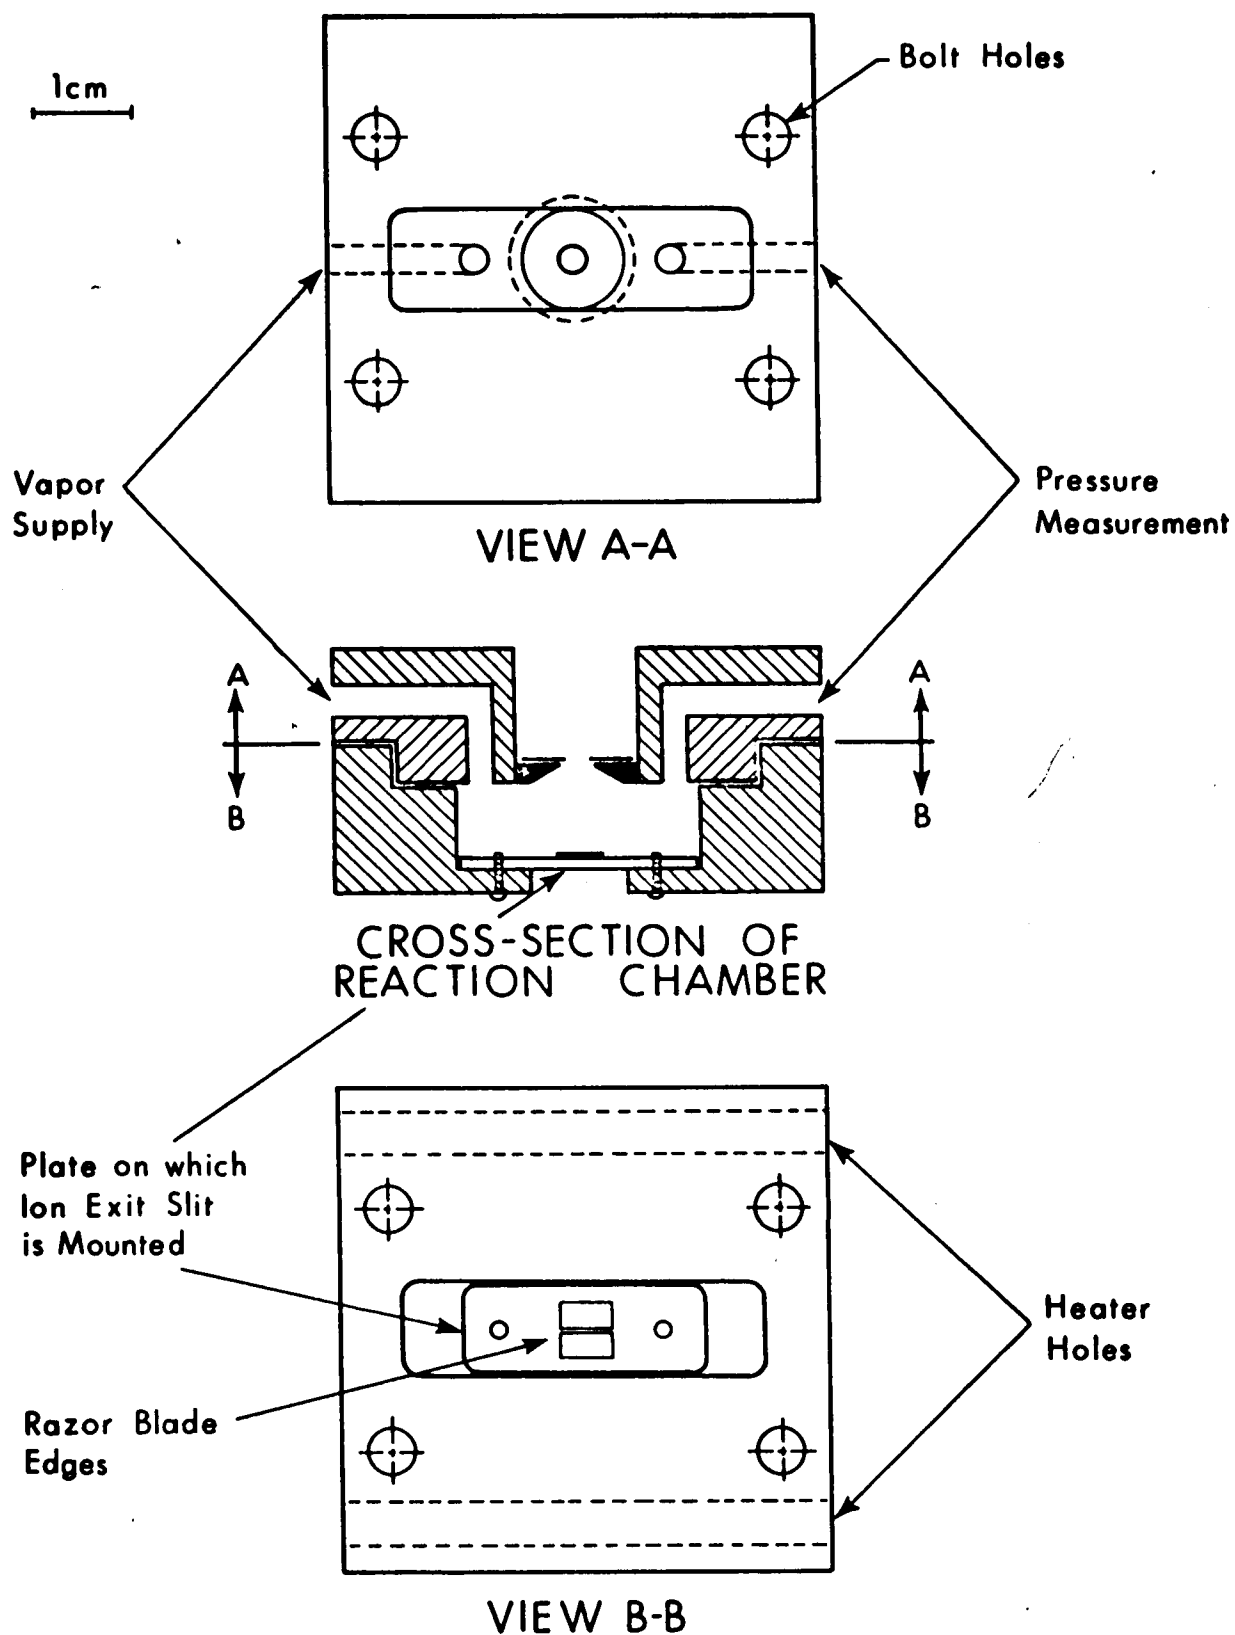 1cm
Bolt Holes
Vapor
Supply
Pressure
Measurement
VIEW A-A
A
A
B
B
CROSS-SECTION OF
REACTION CHAMBER
Plate on which
Ion Exit Slit
is Mounted
Heater
Holes
Razor Blade
Edges
VIEW B-B